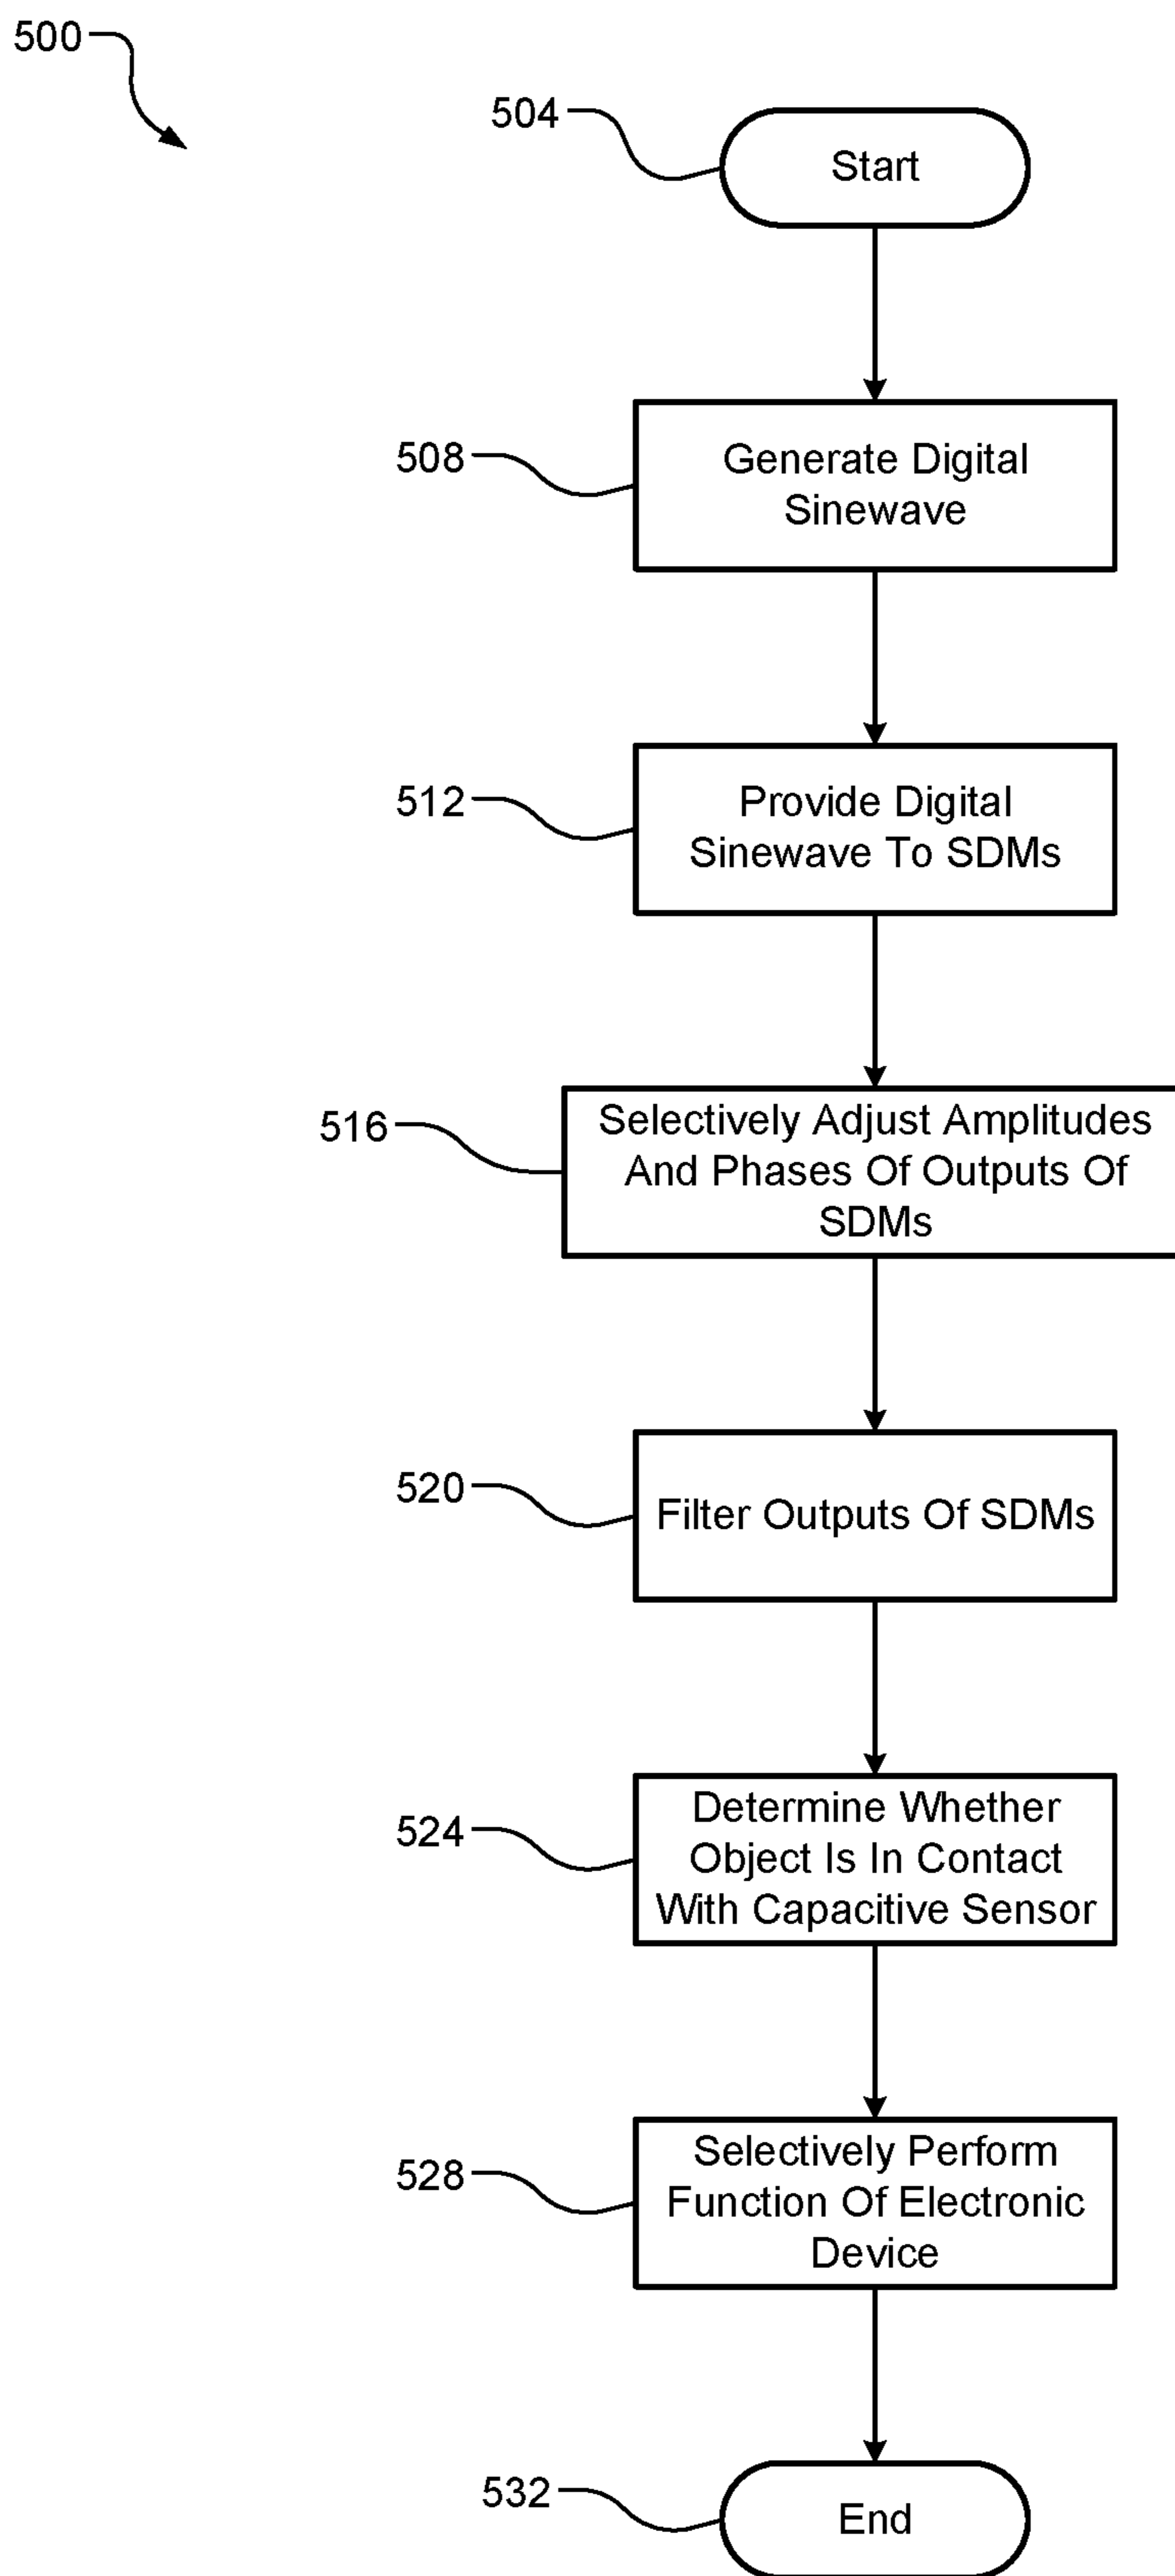 500
504
Start
508
Generate Digital
Sinewave
512
Provide Digital
Sinewave To SDMs
516
Selectively Adjust Amplitudes
And Phases Of Outputs Of
SDMs
520
Filter Outputs Of SDMs
524
Determine Whether
Object Is In Contact
With Capacitive Sensor
528
Selectively Perform
Function Of Electronic
Device
532
End